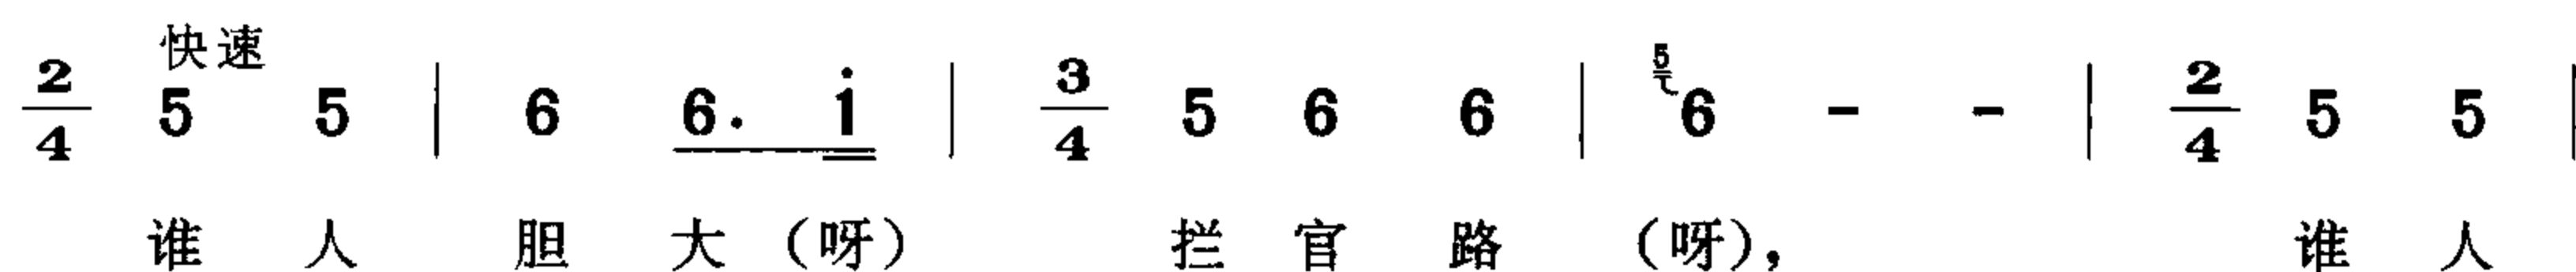 快速
2/4 5 5 | 6 6. i̇ | 3/4 5 6 6 | 5 6 - - | 2/4 5 5 |
谁 人 胆 大 (呀) 拦 官 路 (呀), 谁 人